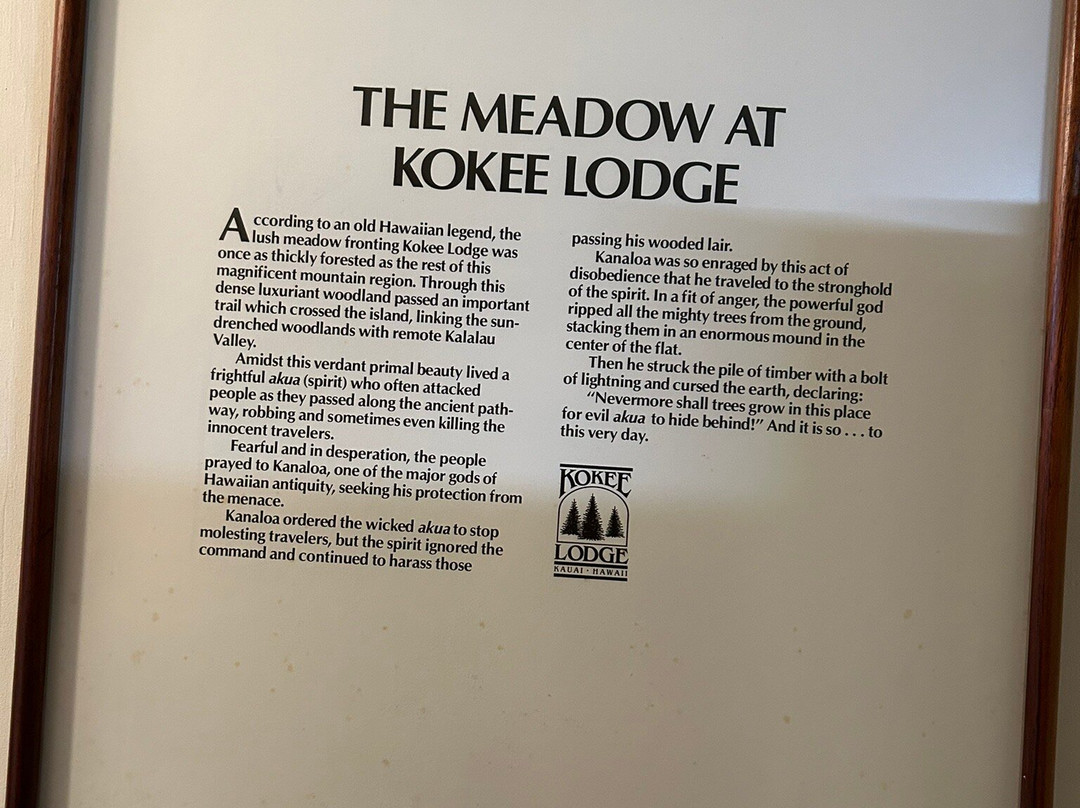 THE MEADOW AT
KOKEE LODGE
According to an old Hawaiian legend, the
lush meadow fronting Kokee Lodge was
once as thickly forested as the rest of this
magnificent mountain region. Through this
dense luxuriant woodland passed an important
trail which crossed the island, linking the sun-
drenched woodlands with remote Kalalau
Valley.
Amidst this verdant primal beauty lived a
frightful akua (spirit) who often attacked
people as they passed along the ancient path-
way, robbing and sometimes even killing the
innocent travelers.
Fearful and in desperation, the people
prayed to Kanaloa, one of the major gods of
Hawaiian antiquity, seeking his protection from
the menace.
Kanaloa ordered the wicked akua to stop
molesting travelers, but the spirit ignored the
command and continued to harass those
passing his wooded lair.
Kanaloa was so enraged by this act of
disobedience that he traveled to the stronghold
of the spirit. In a fit of anger, the powerful god
ripped all the mighty trees from the ground,
stacking them in an enormous mound in the
center of the flat.
Then he struck the pile of timber with a bolt
of lightning and cursed the earth, declaring:
“Nevermore shall trees grow in this place
for evil akua to hide behind!” And it is so . . . to
this very day.
KOKEE
LODGE
KAUAI · HAWAII